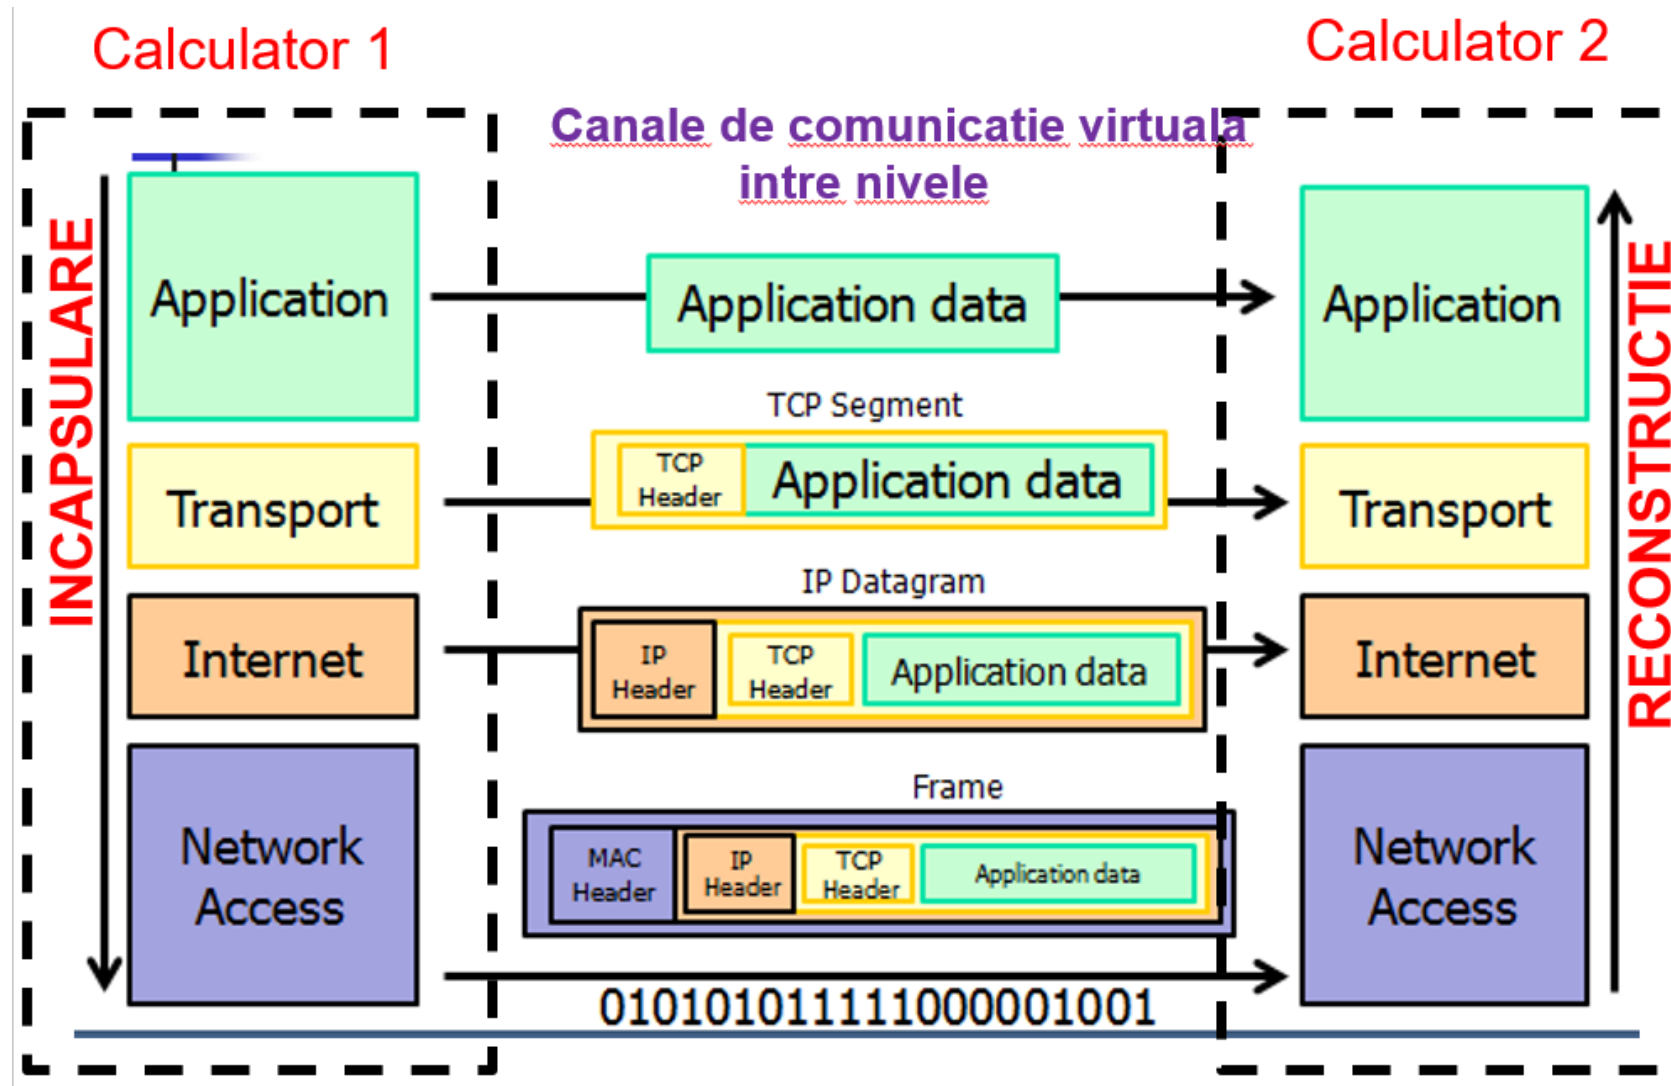 Calculator 1
Calculator 2
Canale de comunicatie virtuala
intre nivele
INCAPSULARE
RECONSTRUCTIE
Application
Application data
Application
TCP Segment
Transport
TCP
Header
Application data
Transport
IP Datagram
Internet
IP
Header
TCP
Header
Application data
Internet
Frame
Network
Access
MAC
Header
IP
Header
TCP
Header
Application data
Network
Access
01010101111100001001